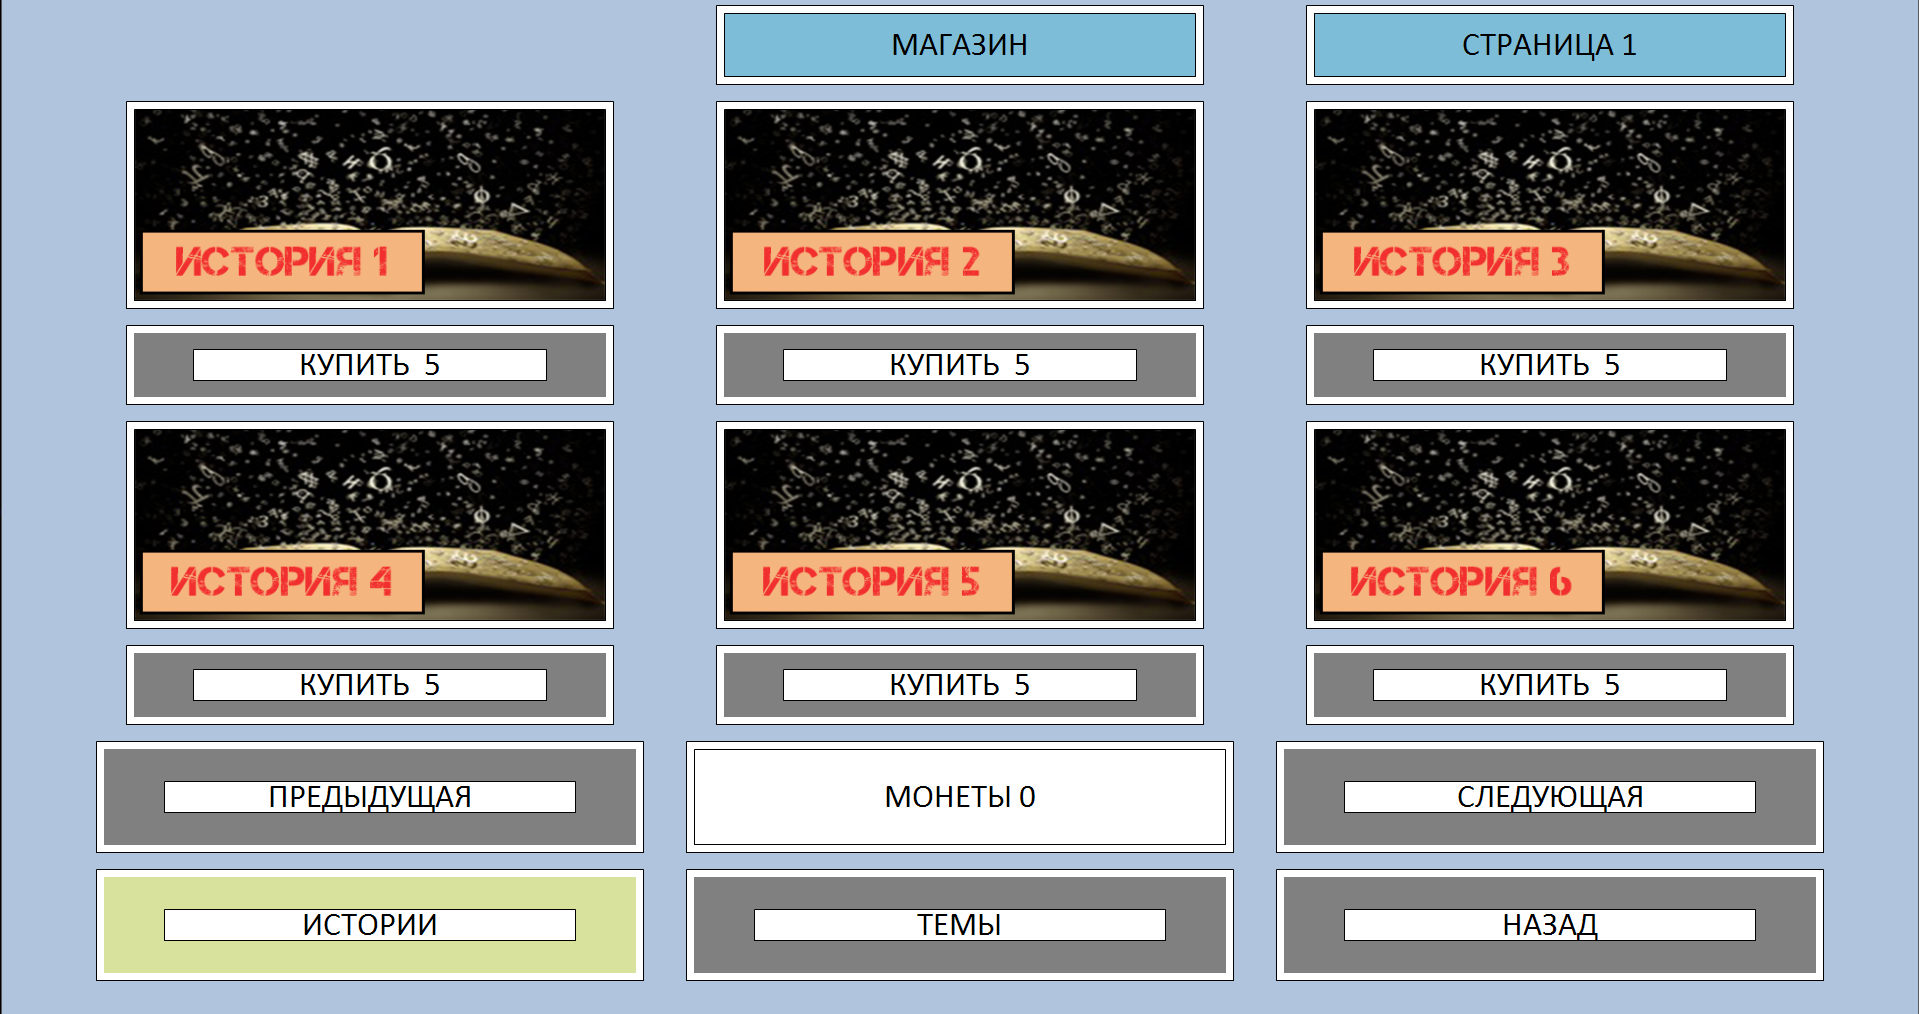 МАГАЗИН
СТРАНИЦА 1
ИСТОРИЯ 1
ИСТОРИЯ 2
ИСТОРИЯ 3
КУПИТЬ 5
КУПИТЬ 5
КУПИТЬ 5
ИСТОРИЯ 4
ИСТОРИЯ 5
ИСТОРИЯ 6
КУПИТЬ 5
КУПИТЬ 5
КУПИТЬ 5
ПРЕДЫДУЩАЯ
МОНЕТЫ 0
СЛЕДУЮЩАЯ
ИСТОРИИ
ТЕМЫ
НАЗАД